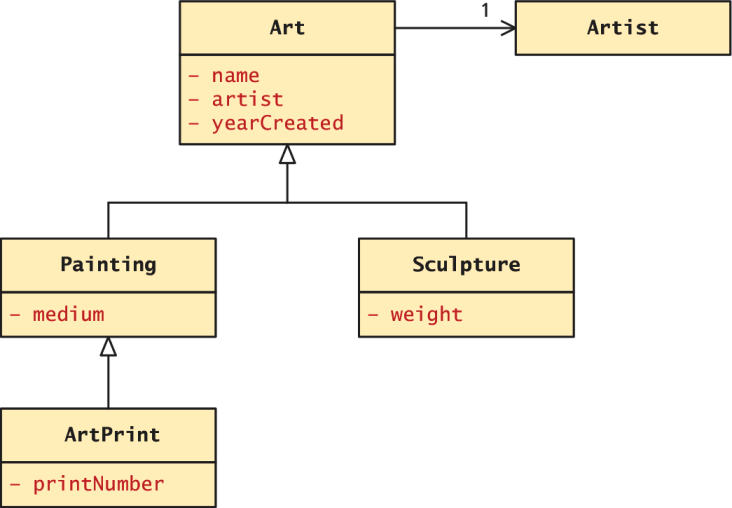 Art
1
Artist
– name
– artist
– yearCreated
Painting
– medium
Sculpture
– weight
ArtPrint
– printNumber